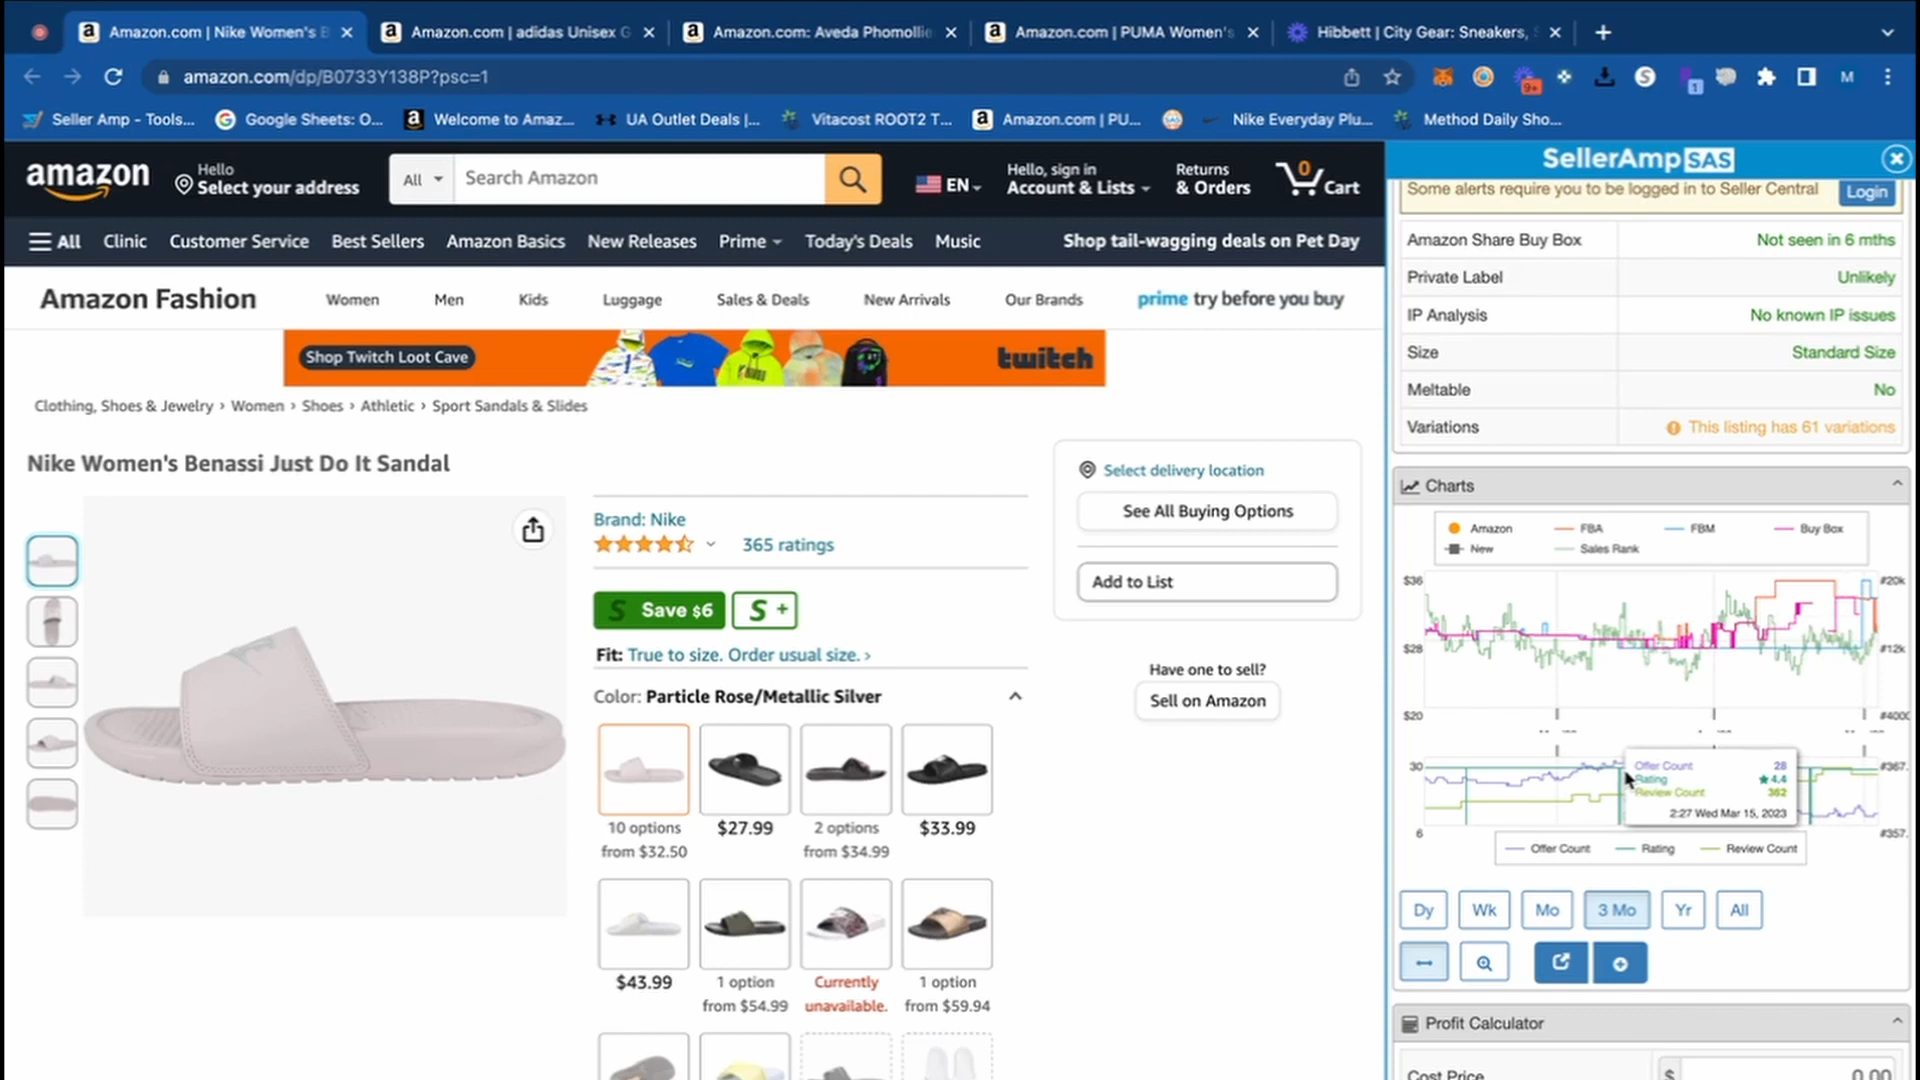 Amazon.com | Nike Women's B
Amazon.com | adidas Unisex G
Amazon.com: Aveda Phomollie
Amazon.com | PUMA Women's
Hibbett | City Gear: Sneakers,
amazon.com/dp/B0733Y138P?psc=1
9+
1
M
Seller Amp - Tools...
Google Sheets: O...
Welcome to Amaz...
UA Outlet Deals |...
Vitacost ROOT2 T...
Amazon.com | PU...
Nike Everyday Plu...
Method Daily Sho...
amazon
Hello
Select your address
All
Search Amazon
EN
Hello, sign in
Account & Lists
Returns
& Orders
0
Cart
All
Clinic
Customer Service
Best Sellers
Amazon Basics
New Releases
Prime
Today's Deals
Music
Shop tail-wagging deals on Pet Day
Amazon Fashion
Women
Men
Kids
Luggage
Sales & Deals
New Arrivals
Our Brands
prime try before you buy
Shop Twitch Loot Cave
twitch
Clothing, Shoes & Jewelry › Women › Shoes › Athletic › Sport Sandals & Slides
Nike Women's Benassi Just Do It Sandal
Brand: Nike
365 ratings
S Save $6
S +
Fit: True to size. Order usual size. ›
Color: Particle Rose/Metallic Silver
10 options
from $32.50
$27.99
2 options
from $34.99
$33.99
$43.99
1 option
from $54.99
Currently
unavailable.
1 option
from $59.94
Select delivery location
See All Buying Options
Add to List
Have one to sell?
Sell on Amazon
SellerAmp SAS
Some alerts require you to be logged in to Seller Central
Login
Amazon Share Buy Box
Not seen in 6 mths
Private Label
Unlikely
IP Analysis
No known IP issues
Size
Standard Size
Meltable
No
Variations
This listing has 61 variations
Charts
Amazon
FBA
FBM
Buy Box
New
Sales Rank
$36
#20k
$28
#12k
$20
#4000
30
#367.
Offer Count 28
Rating ★4.4
Review Count 362
2:27 Wed Mar 15, 2023
6
#357.
Offer Count
Rating
Review Count
Dy
Wk
Mo
3 Mo
Yr
All
Profit Calculator
Cost Price
$
0.00